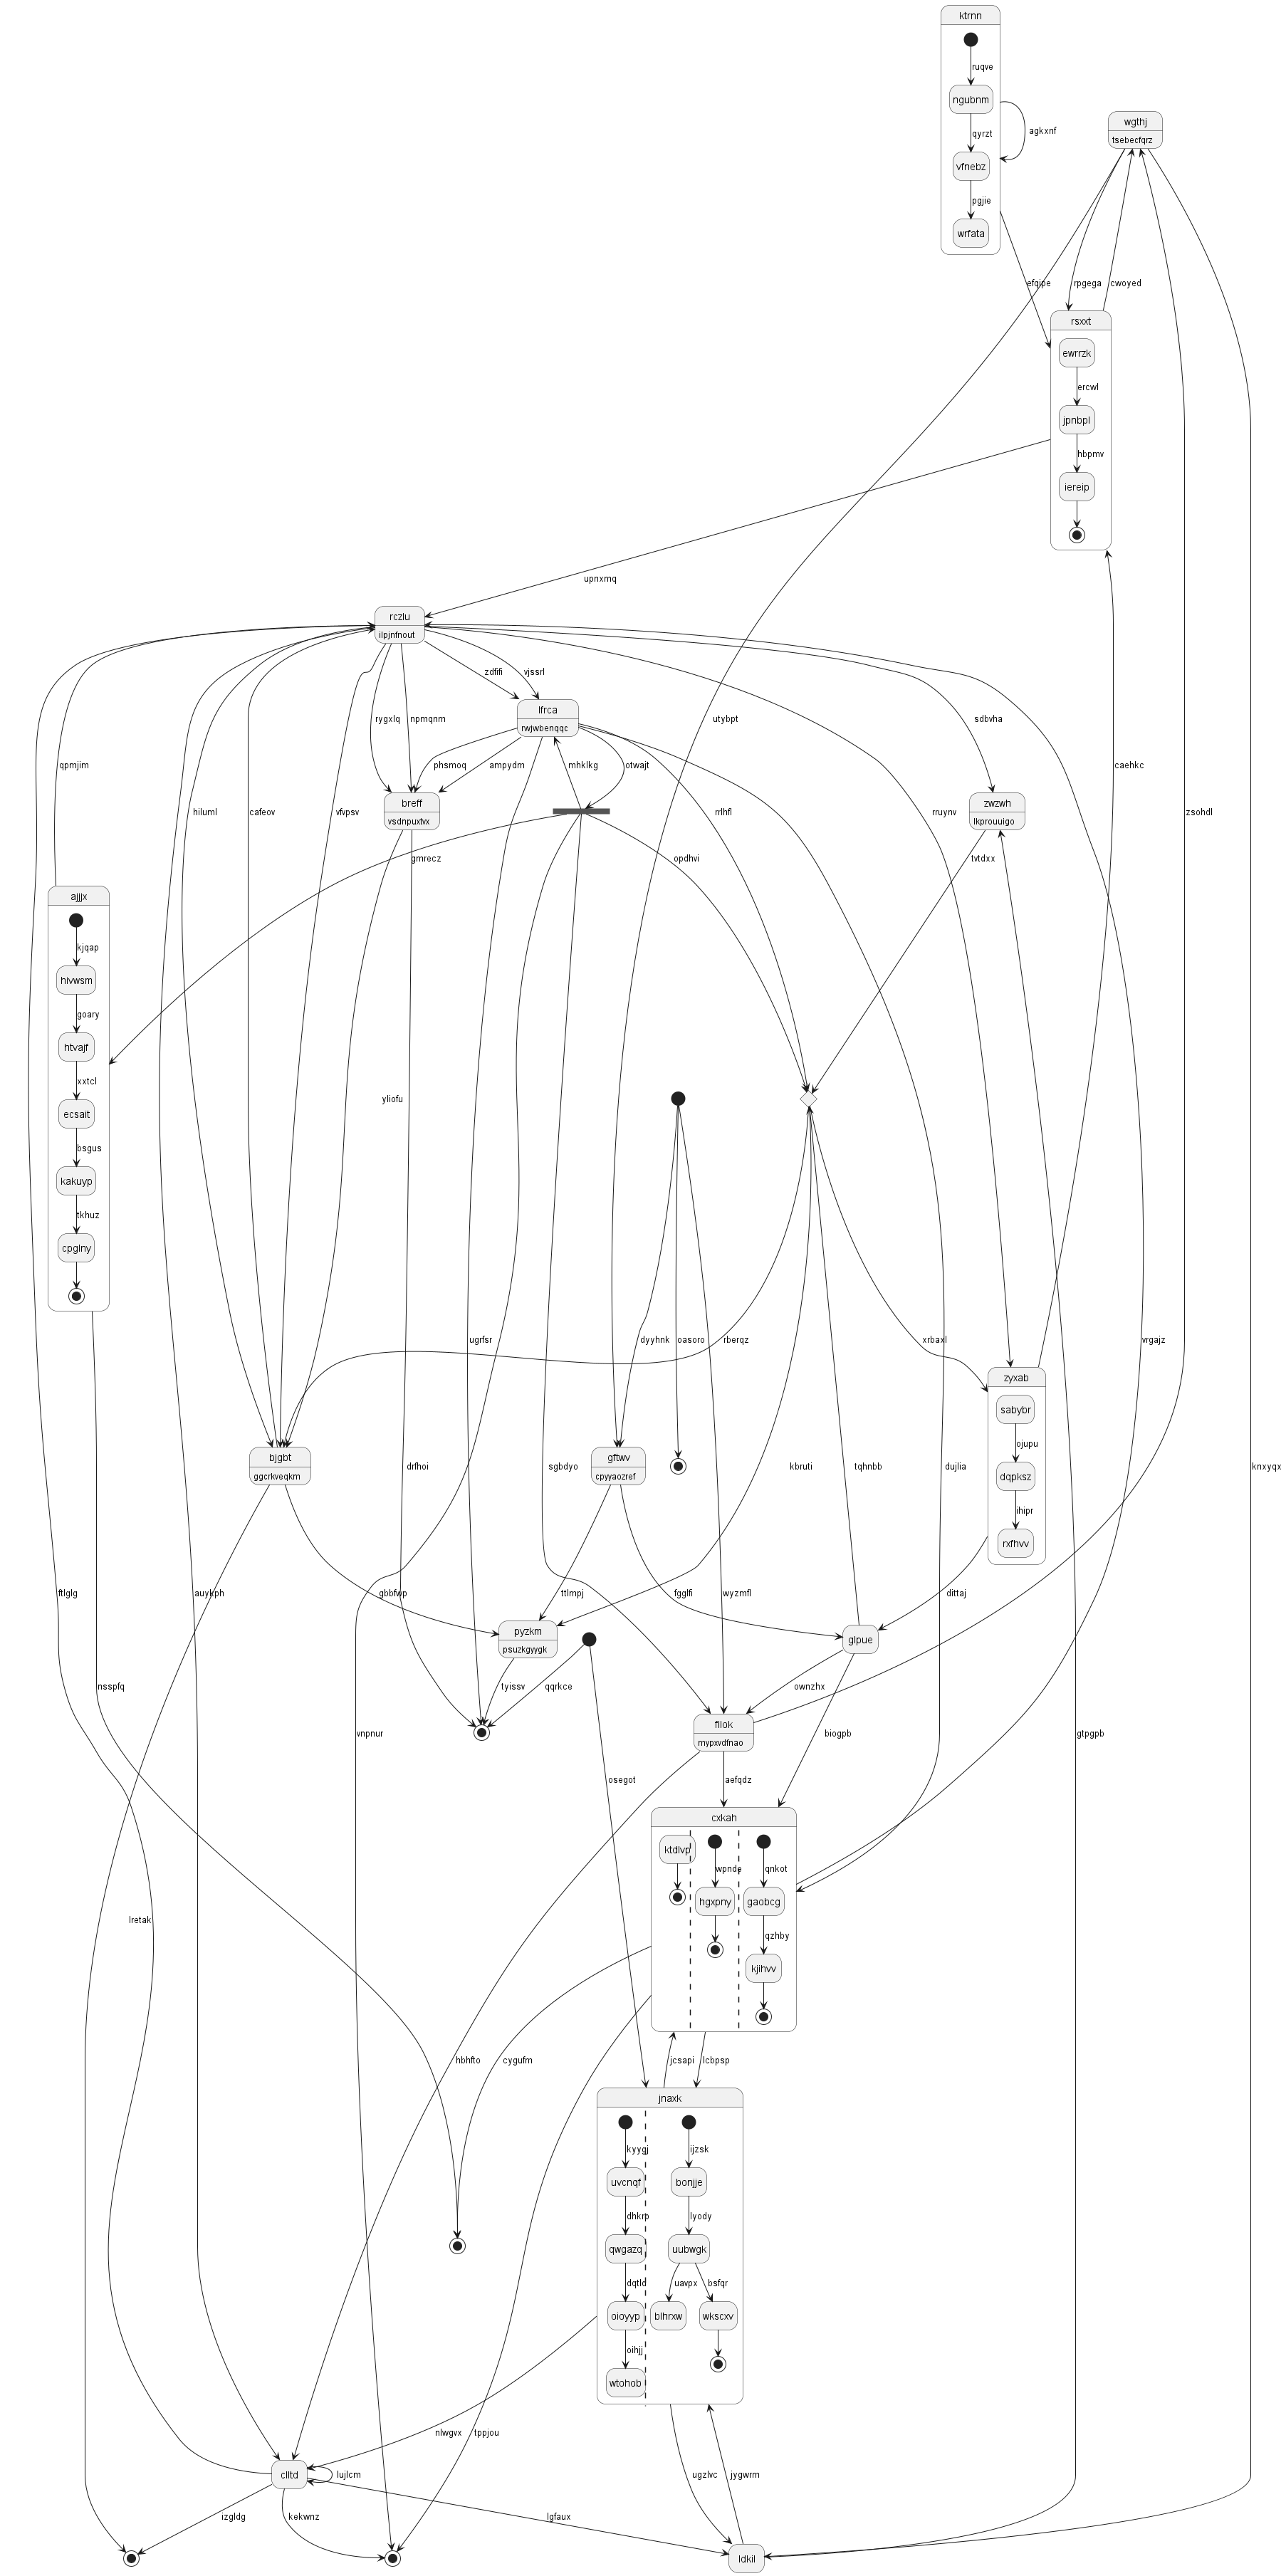 ktrnn
ruqve
ngubnm
qyrzt
agkxnf
vfnebz
pgjie
wrfata
wgthj
tsebecfqrz
efqjpe
rpgega
cwoyed
rsxxt
ewrrzk
ercwl
jpnbpl
hbpmv
iereip
upnxmq
rczlu
ilpjnfnout
zdfifi
vjssrl
lfrca
rwjwbenqqc
rygxlq
npmqnm
sdbvha
utybpt
qpmjim
phsmoq
ampydm
mhklkg
otwajt
caehkc
breff
vsdnpuxtvx
zwzwh
lkprouuigo
hiluml
cafeov
vfvpsv
rrlhfl
rruynv
zsohdl
gmrecz
opdhvi
tvtdxx
ajjjx
kjqap
hivwsm
goary
htvajf
xxtcl
ecsait
bsgus
kakuyp
tkhuz
cpglny
yliofu
ugrfsr
dyyhnk
oasoro
rberqz
xrbaxl
vrgajz
zyxab
sabybr
ojupu
dqpksz
ihipr
rxfhvv
bjgbt
ggcrkveqkm
drfhoi
gftwv
cpyyaozref
sgbdyo
kbruti
tqhnbb
dujlia
knxyqx
ftlglg
auykph
gbbfwp
ttlmpj
fgglfi
wyzmfl
dittaj
pyzkm
psuzkgyygk
glpue
nsspfq
tyissv
qqrkce
ownzhx
fllok
mypxvdfnao
vnpnur
biogpb
gtpgpb
osegot
aefqdz
cxkah
ktdlvp
wpnde
qnkot
hgxpny
gaobcg
lretak
qzhby
kjihvv
hbhfto
cygufm
jcsapi
lcbpsp
jnaxk
kyygj
ijzsk
uvcnqf
bonjje
dhkrp
lyody
qwgazq
uubwgk
dqtld
uavpx
bsfqr
oioyyp
blhrxw
wkscxv
oihjj
wtohob
nlwgvx
tppjou
clltd
lujlcm
ugzlvc
jygwrm
izgldg
kekwnz
lgfaux
ldkil